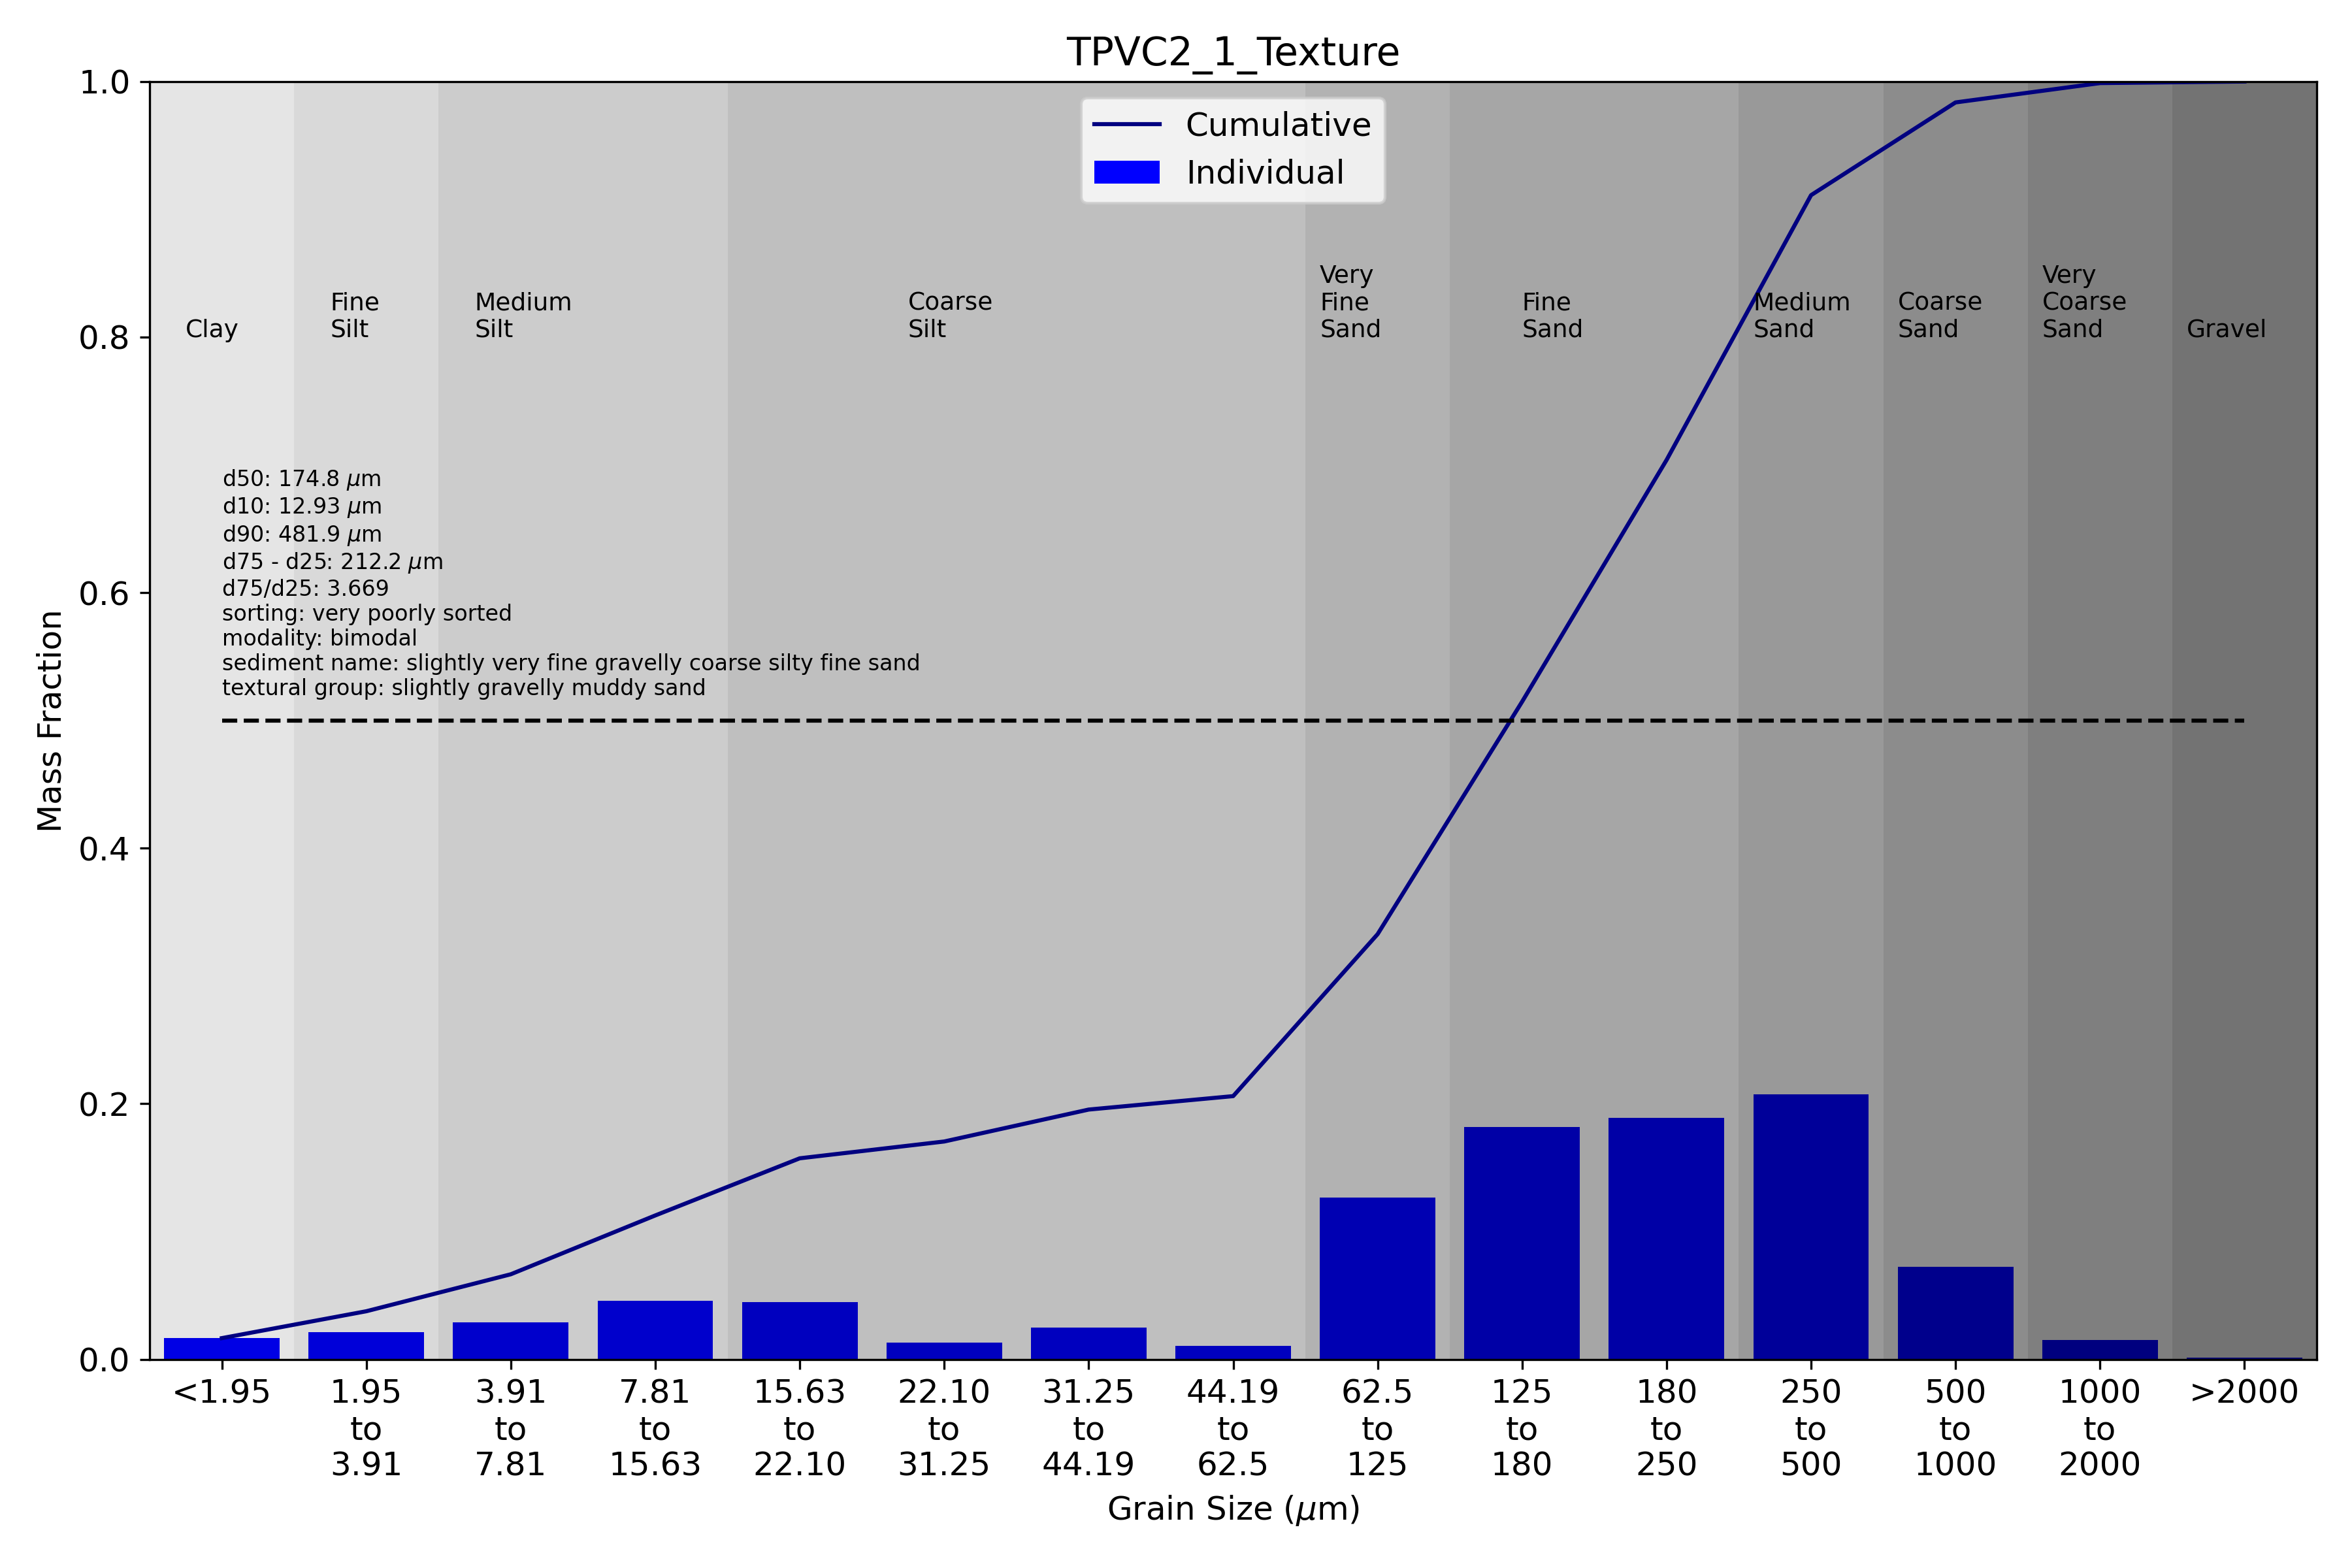 TPVC2_1_Texture
1.0
0.8
0.6
0.4
0.2
0.0
Mass Fraction
Cumulative
Individual
Clay
Fine
Silt
Medium
Silt
Coarse
Silt
Very
Fine
Sand
Fine
Sand
Medium
Sand
Coarse
Sand
Very
Coarse
Sand
Gravel
d50: 174.8 μm
d10: 12.93 μm
d90: 481.9 μm
d75 - d25: 212.2 μm
d75/d25: 3.669
sorting: very poorly sorted
modality: bimodal
sediment name: slightly very fine gravelly coarse silty fine sand
textural group: slightly gravelly muddy sand
<1.95
1.95
to
3.91
3.91
to
7.81
7.81
to
15.63
15.63
to
22.10
22.10
to
31.25
31.25
to
44.19
44.19
to
62.5
62.5
to
125
125
to
180
180
to
250
250
to
500
500
to
1000
1000
to
2000
>2000
Grain Size (μm)